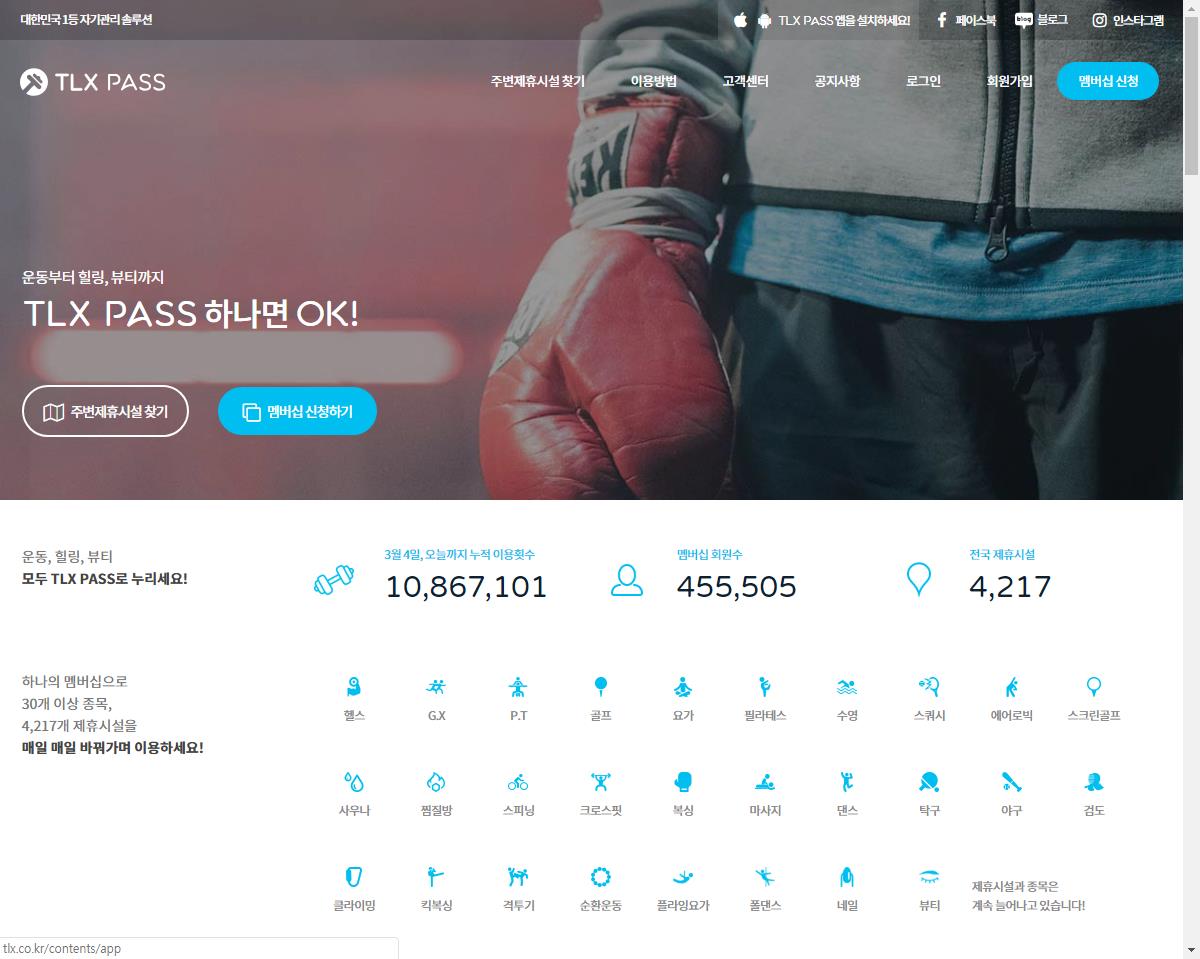 대한민국 1등 자기관리 솔루션
TLX PASS 앱을 설치하세요!
페이스북
blog 블로그
인스타그램
TLX PASS
주변제휴시설 찾기
이용방법
고객센터
공지사항
로그인
회원가입
멤버십 신청
운동부터 힐링, 뷰티까지
TLX PASS 하나면 OK!
주변제휴시설 찾기
멤버십 신청하기
운동, 힐링, 뷰티
모두 TLX PASS로 누리세요!
3월 4일, 오늘까지 누적 이용횟수
10,867,101
멤버십 회원수
455,505
전국 제휴시설
4,217
하나의 멤버십으로
30개 이상 종목,
4,217개 제휴시설을
매일 매일 바꿔가며 이용하세요!
헬스
G.X
P.T
골프
요가
필라테스
수영
스쿼시
에어로빅
스크린골프
사우나
찜질방
스피닝
크로스핏
복싱
마사지
댄스
탁구
야구
검도
클라이밍
킥복싱
격투기
순환운동
플라잉요가
폴댄스
네일
뷰티
제휴시설과 종목은
계속 늘어나고 있습니다!
tlx.co.kr/contents/app